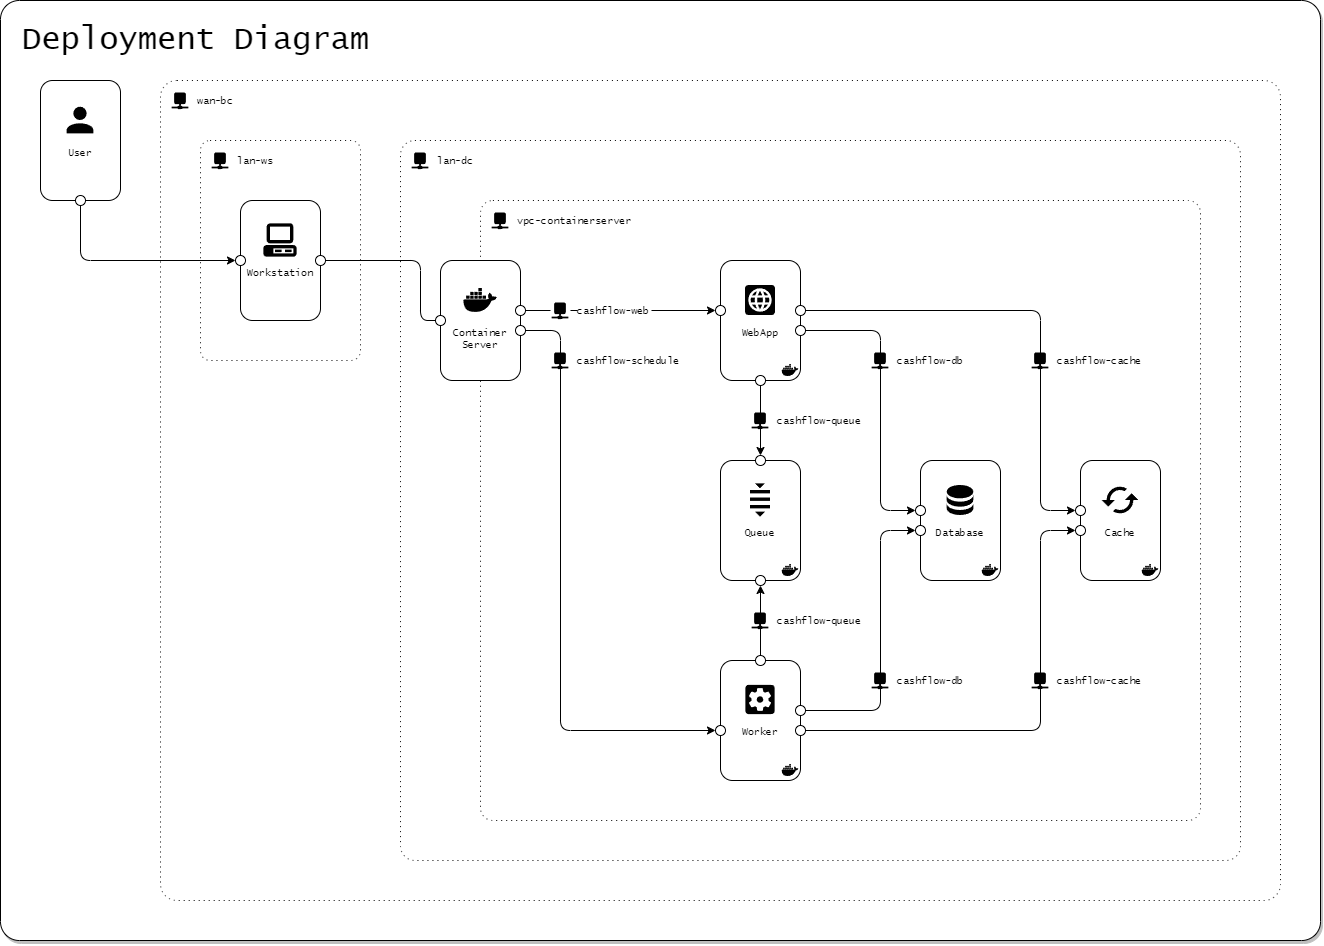 Deployment Diagram
User
wan-bc
lan-ws
lan-dc
vpc-containerserver
Workstation
Container
Server
cashflow-web
cashflow-schedule
WebApp
cashflow-db
cashflow-cache
cashflow-queue
Queue
Database
Cache
cashflow-queue
cashflow-db
cashflow-cache
Worker